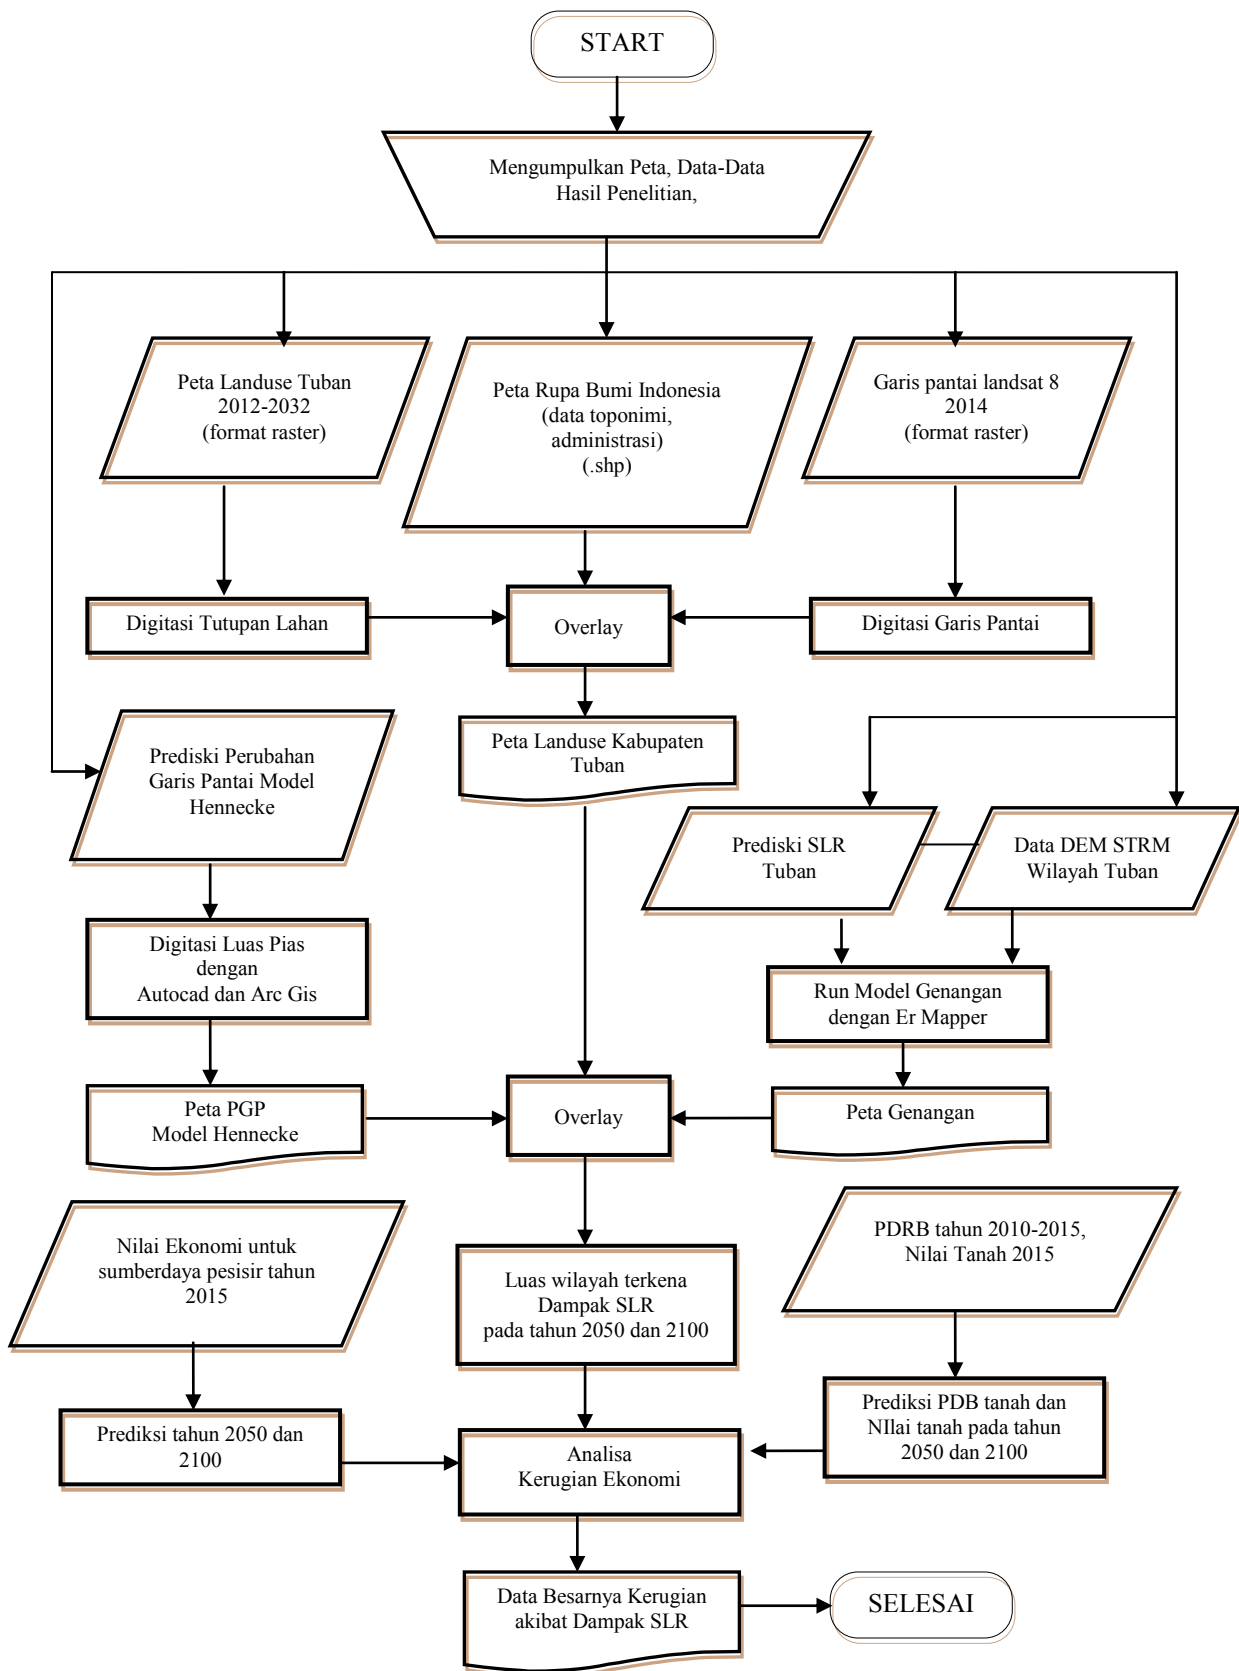 START
Mengumpulkan Peta, Data-Data
Hasil Penelitian,
Peta Landuse Tuban
2012-2032
(format raster)
Peta Rupa Bumi Indonesia
(data toponimi,
administrasi)
(.shp)
Garis pantai landsat 8
2014
(format raster)
Digitasi Tutupan Lahan
Overlay
Digitasi Garis Pantai
Prediski Perubahan
Garis Pantai Model
Hennecke
Peta Landuse Kabupaten
Tuban
Prediski SLR
Tuban
Data DEM STRM
Wilayah Tuban
Digitasi Luas Pias
dengan
Autocad dan Arc Gis
Run Model Genangan
dengan Er Mapper
Peta PGP
Model Hennecke
Overlay
Peta Genangan
Nilai Ekonomi untuk
sumberdaya pesisir tahun
2015
Luas wilayah terkena
Dampak SLR
pada tahun 2050 dan 2100
PDRB tahun 2010-2015,
Nilai Tanah 2015
Prediksi tahun 2050 dan
2100
Analisa
Kerugian Ekonomi
Prediksi PDB tanah dan
NIlai tanah pada tahun
2050 dan 2100
Data Besarnya Kerugian
akibat Dampak SLR
SELESAI